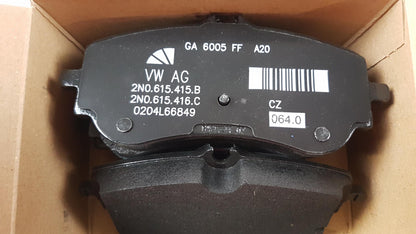 GA 6005 FF A20
VW AG
2N0.615.415.B
2N0.615.416.C
0204L66849
CZ
064.0